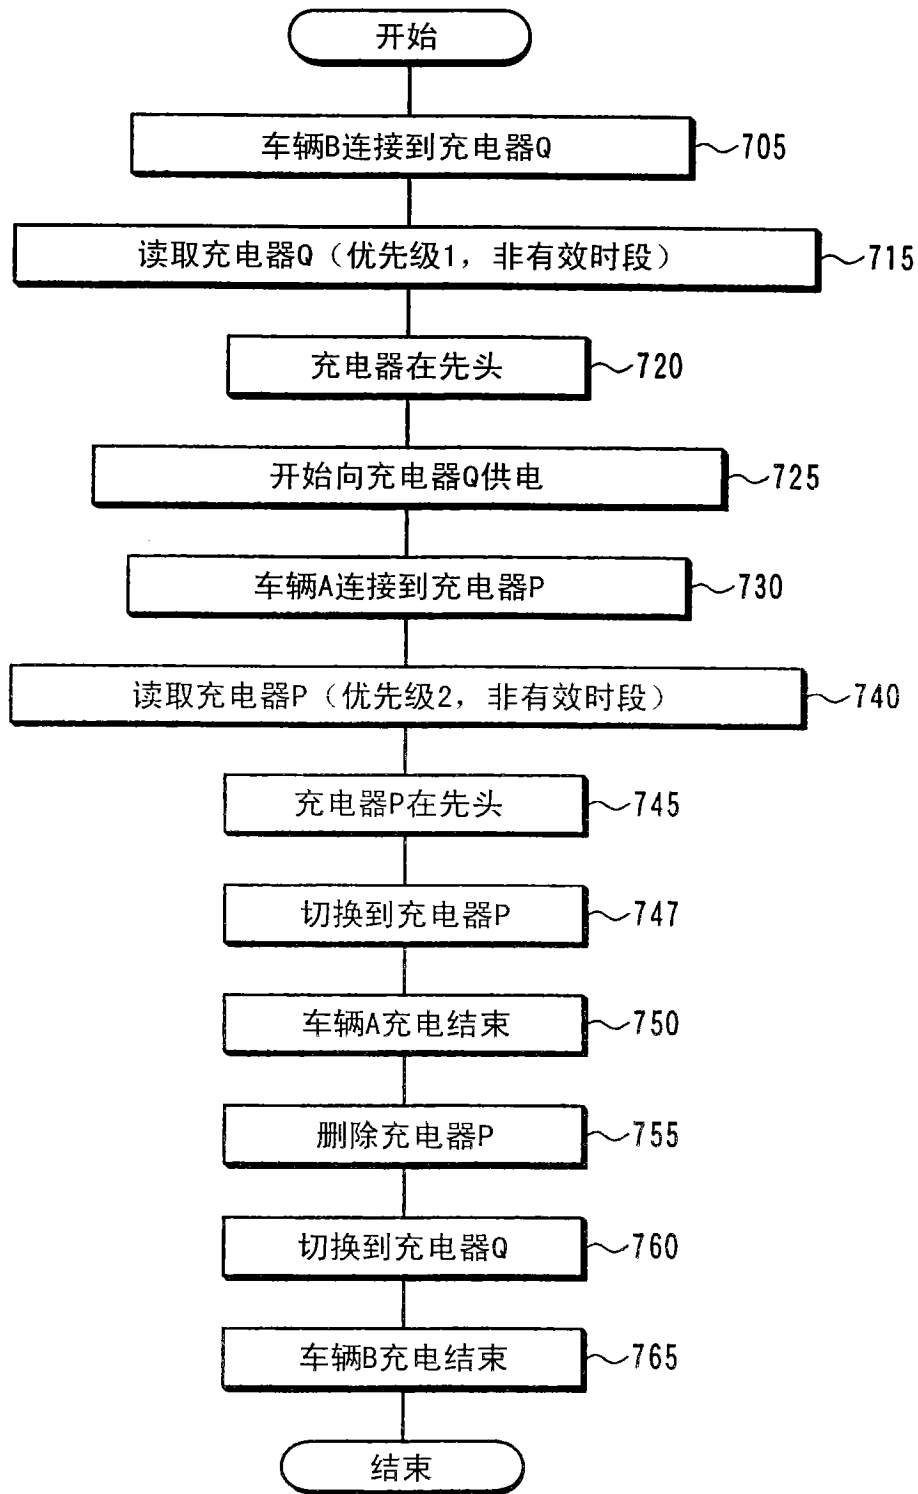 开始
车辆B连接到充电器Q
705
读取充电器Q（优先级1，非有效时段）
715
充电器在先头
720
开始向充电器Q供电
725
车辆A连接到充电器P
730
读取充电器P（优先级2，非有效时段）
740
充电器P在先头
745
切换到充电器P
747
车辆A充电结束
750
删除充电器P
755
切换到充电器Q
760
车辆B充电结束
765
结束